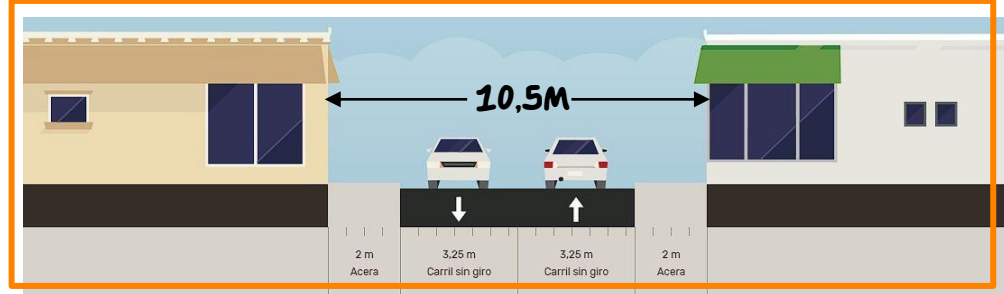 10,5M
2 m
Acera
3,25 m
Carril sin giro
3,25 m
Carril sin giro
2 m
Acera